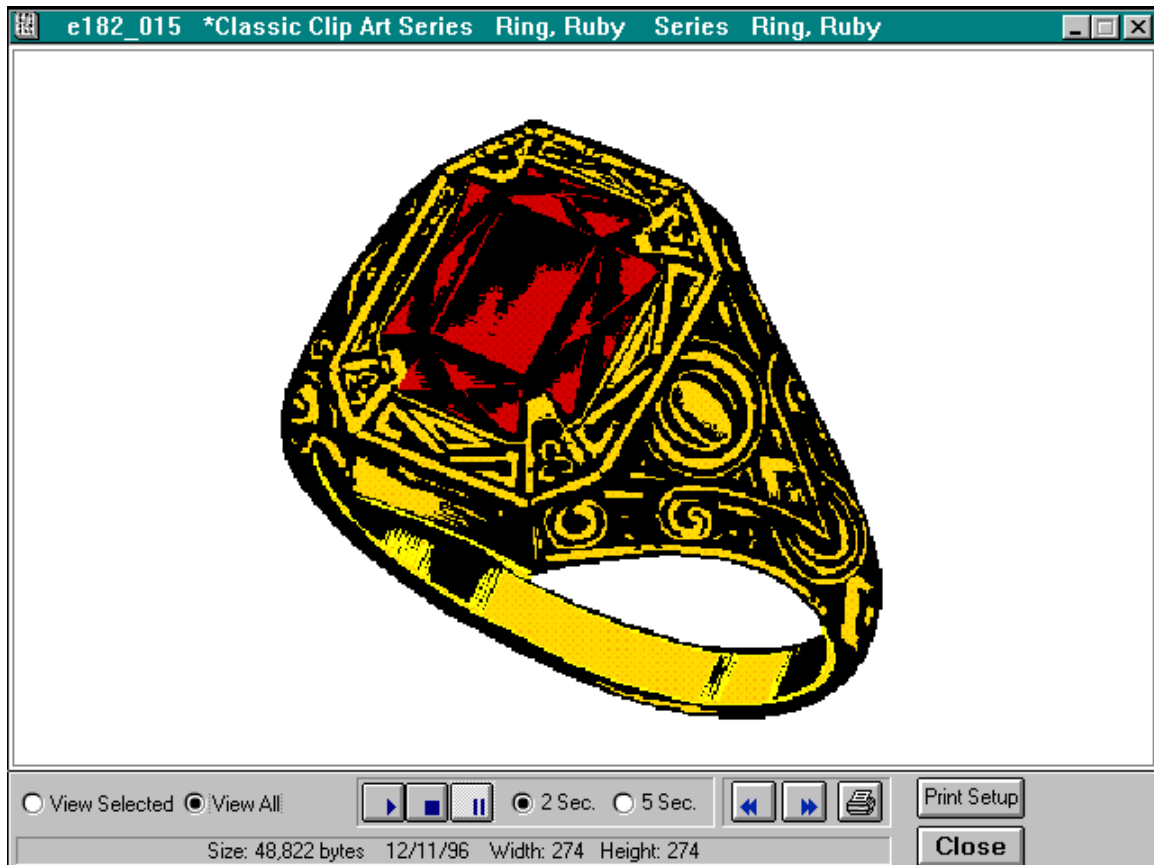 e182_015 *Classic Clip Art Series Ring, Ruby Series Ring, Ruby
View Selected View All 2 Sec. 5 Sec. Print Setup
Size: 48,822 bytes 12/11/96 Width: 274 Height: 274 Close